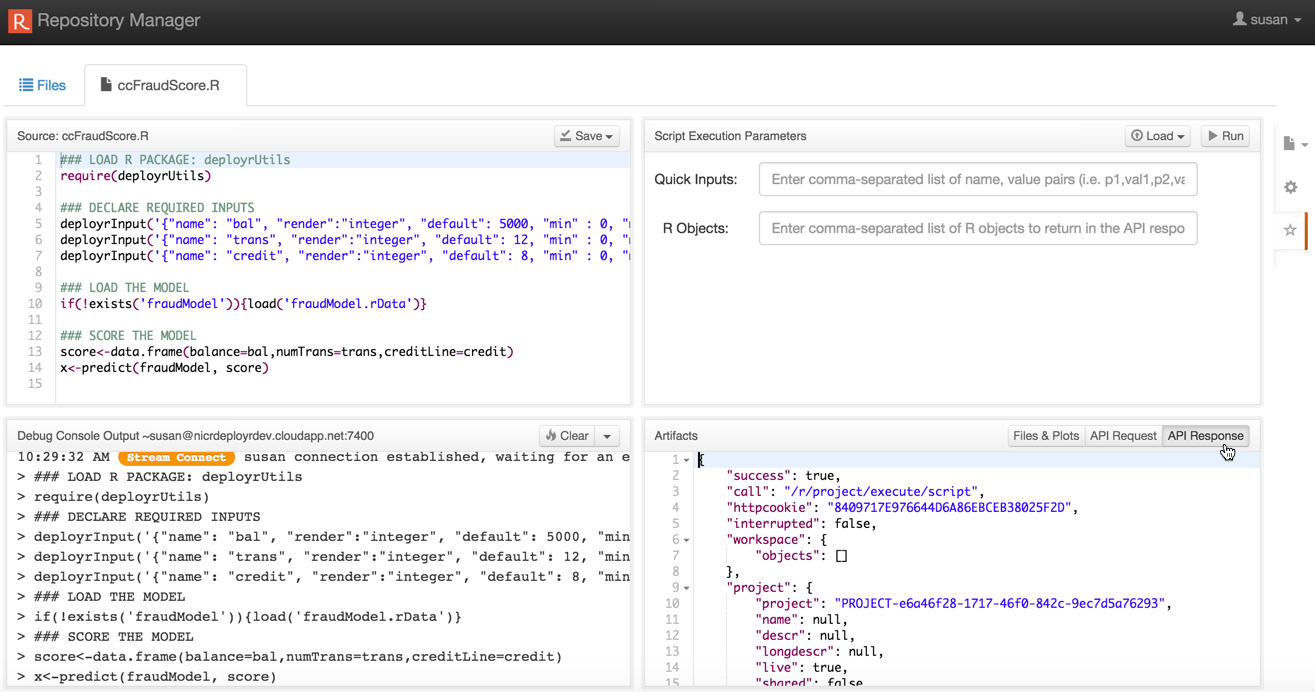 R Repository Manager
susan
Files
ccFraudScore.R
Source: ccFraudScore.R
Save
1 ### LOAD R PACKAGE: deployrUtils
2 require(deployrUtils)
3
4 ### DECLARE REQUIRED INPUTS
5 deployrInput('{"name": "bal", "render":"integer", "default": 5000, "min" : 0, "
6 deployrInput('{"name": "trans", "render":"integer", "default": 12, "min" : 0, "
7 deployrInput('{"name": "credit", "render":"integer", "default": 8, "min" : 0, "
8
9 ### LOAD THE MODEL
10 if(!exists('fraudModel')){load('fraudModel.rData')}
11
12 ### SCORE THE MODEL
13 score<-data.frame(balance=bal,numTrans=trans,creditLine=credit)
14 x<-predict(fraudModel, score)
15
Script Execution Parameters
Load
Run
Quick Inputs:
Enter comma-separated list of name, value pairs (i.e. p1,val1,p2,va
R Objects:
Enter comma-separated list of R objects to return in the API respo
Debug Console Output ~susan@nicrdeployrdev.cloudapp.net:7400
Clear
10:29:32 AM Stream Connect susan connection established, waiting for an e
> ### LOAD R PACKAGE: deployrUtils
> require(deployrUtils)
> ### DECLARE REQUIRED INPUTS
> deployrInput('{"name": "bal", "render":"integer", "default": 5000, "min
> deployrInput('{"name": "trans", "render":"integer", "default": 12, "min
> deployrInput('{"name": "credit", "render":"integer", "default": 8, "min
> ### LOAD THE MODEL
> if(!exists('fraudModel')){load('fraudModel.rData')}
> ### SCORE THE MODEL
> score<-data.frame(balance=bal,numTrans=trans,creditLine=credit)
> x<-predict(fraudModel, score)
Artifacts
Files & Plots
API Request
API Response
1 {
2 "success": true,
3 "call": "/r/project/execute/script",
4 "httpcookie": "8409717E976644D6A86EBCEB38025F2D",
5 "interrupted": false,
6 "workspace": {
7 "objects": []
8 },
9 "project": {
10 "project": "PROJECT-e6a46f28-1717-46f0-842c-9ec7d5a76293",
11 "name": null,
12 "descr": null,
13 "longdescr": null,
14 "live": true,
15 "shared": false